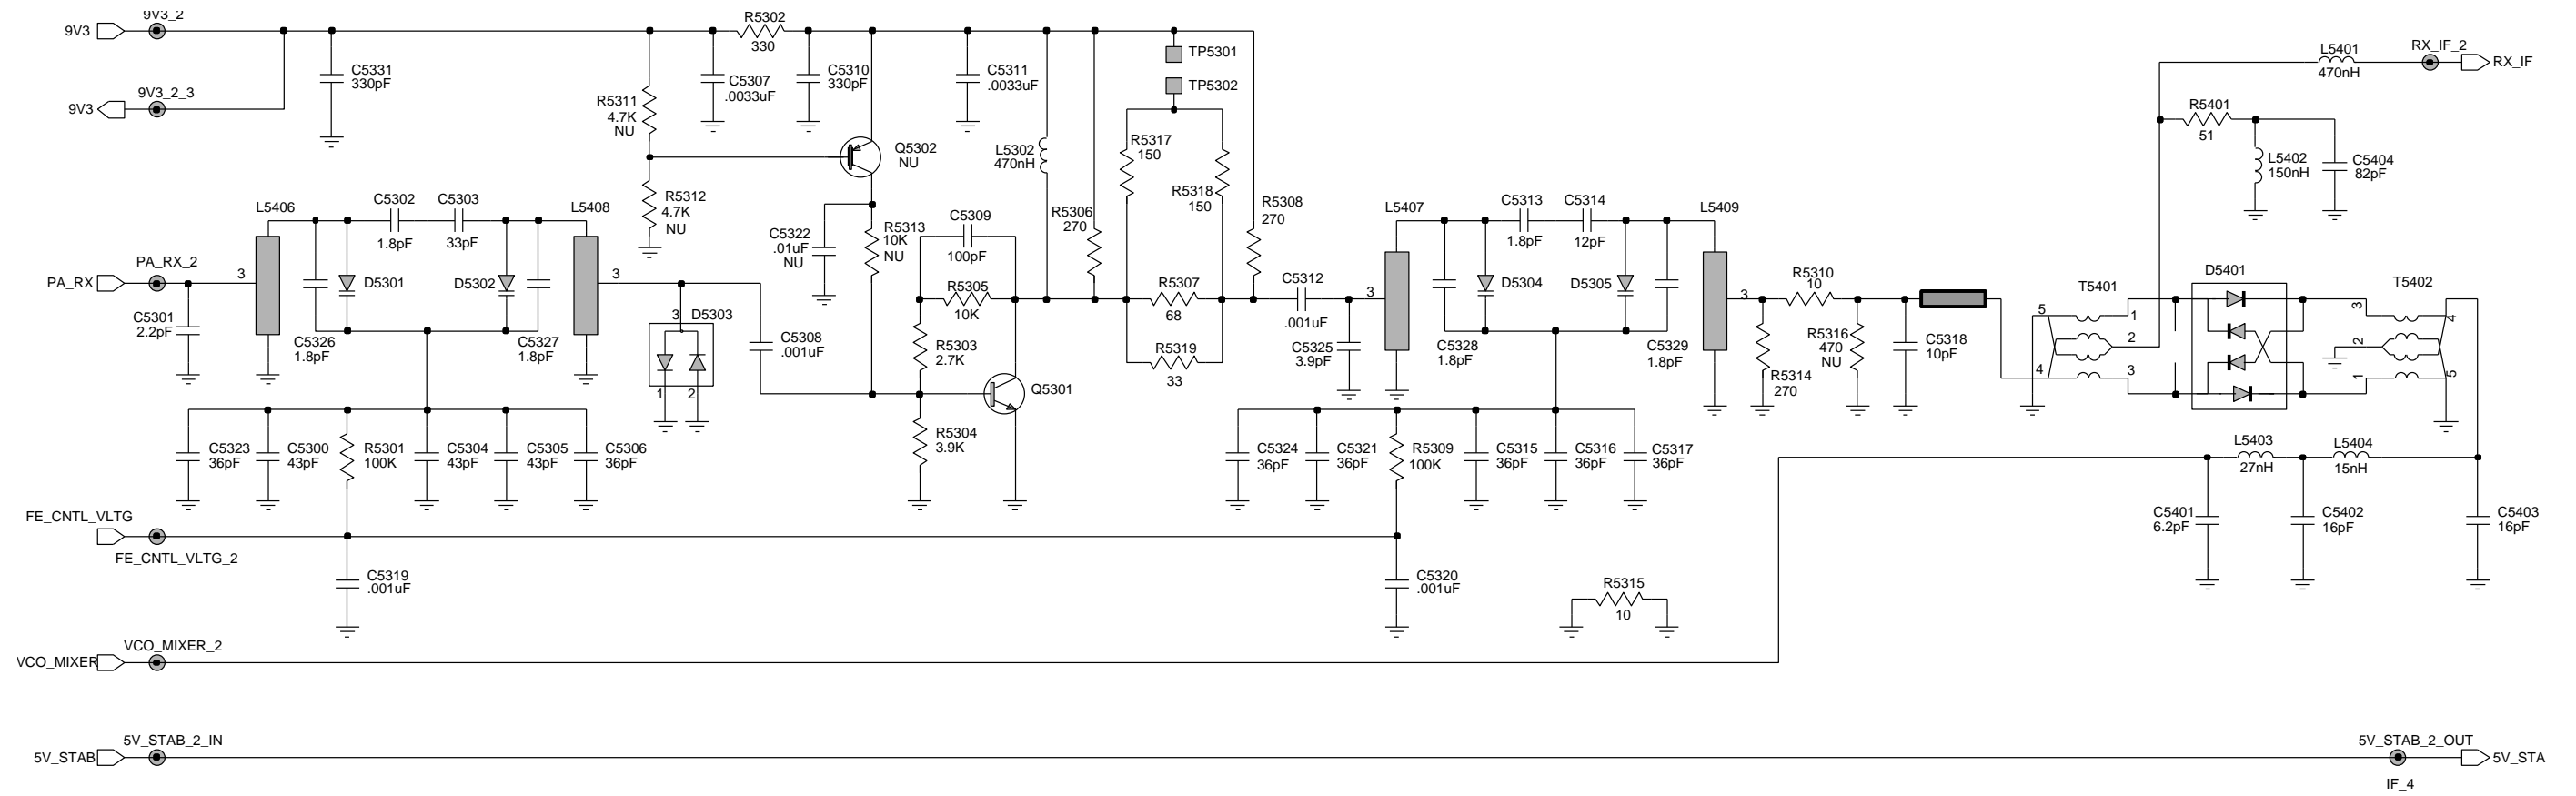 9V3_2
9V3
9V3_2_3
9V3
C5331
330pF
R5302
330
C5307
.0033uF
C5310
330pF
C5311
.0033uF
TP5301
TP5302
R5311
4.7K
NU
R5312
4.7K
NU
Q5302
NU
L5302
470nH
R5317
150
R5318
150
R5306
270
R5308
270
L5401
470nH
RX_IF_2
RX_IF
R5401
51
L5402
150nH
C5404
82pF
PA_RX
PA_RX_2
C5301
2.2pF
3
L5406
C5302
1.8pF
C5303
33pF
L5408
3
D5301
D5302
C5326
1.8pF
C5327
1.8pF
3
D5303
1
2
C5308
.001uF
C5322
.01uF
NU
R5313
10K
NU
C5309
100pF
R5305
10K
R5303
2.7K
R5304
3.9K
Q5301
R5307
68
R5319
33
C5312
.001uF
C5325
3.9pF
3
L5407
C5313
1.8pF
C5314
12pF
L5409
3
D5304
D5305
C5328
1.8pF
C5329
1.8pF
R5310
10
R5314
270
R5316
470
NU
C5318
10pF
T5401
5
4
1
2
3
D5401
T5402
3
2
1
4
5
C5323
36pF
C5300
43pF
R5301
100K
C5304
43pF
C5305
43pF
C5306
36pF
C5324
36pF
C5321
36pF
R5309
100K
C5315
36pF
C5316
36pF
C5317
36pF
L5403
27nH
L5404
15nH
C5401
6.2pF
C5402
16pF
C5403
16pF
FE_CNTL_VLTG
FE_CNTL_VLTG_2
C5319
.001uF
C5320
.001uF
R5315
10
VCO_MIXER
VCO_MIXER_2
5V_STAB
5V_STAB_2_IN
5V_STAB_2_OUT
5V_STA
IF_4